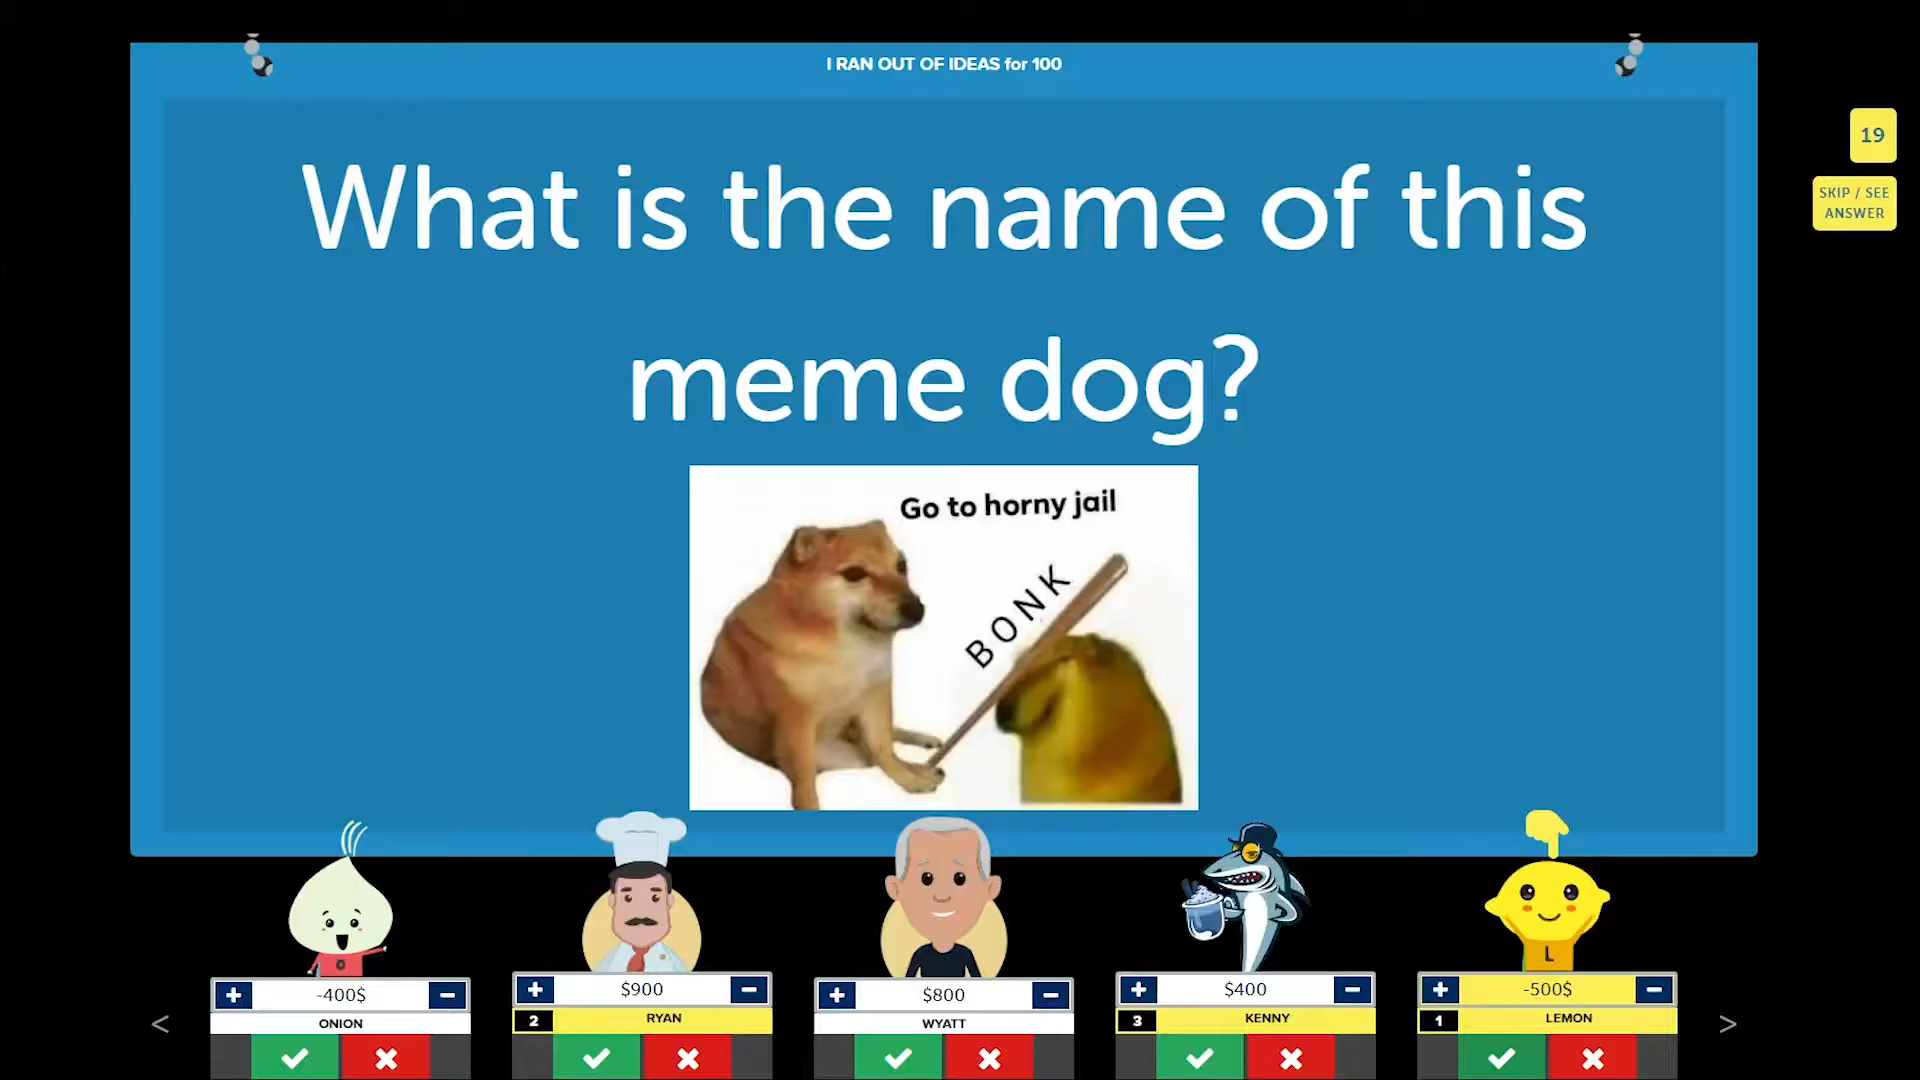 I RAN OUT OF IDEAS for 100
19
SKIP / SEE
ANSWER
What is the name of this
meme dog?
Go to horny jail
BONK
L
+ -400$ −
ONION
+ $900 −
2 RYAN
+ $800 −
WYATT
+ $400 −
3 KENNY
+ -500$ −
1 LEMON
< >